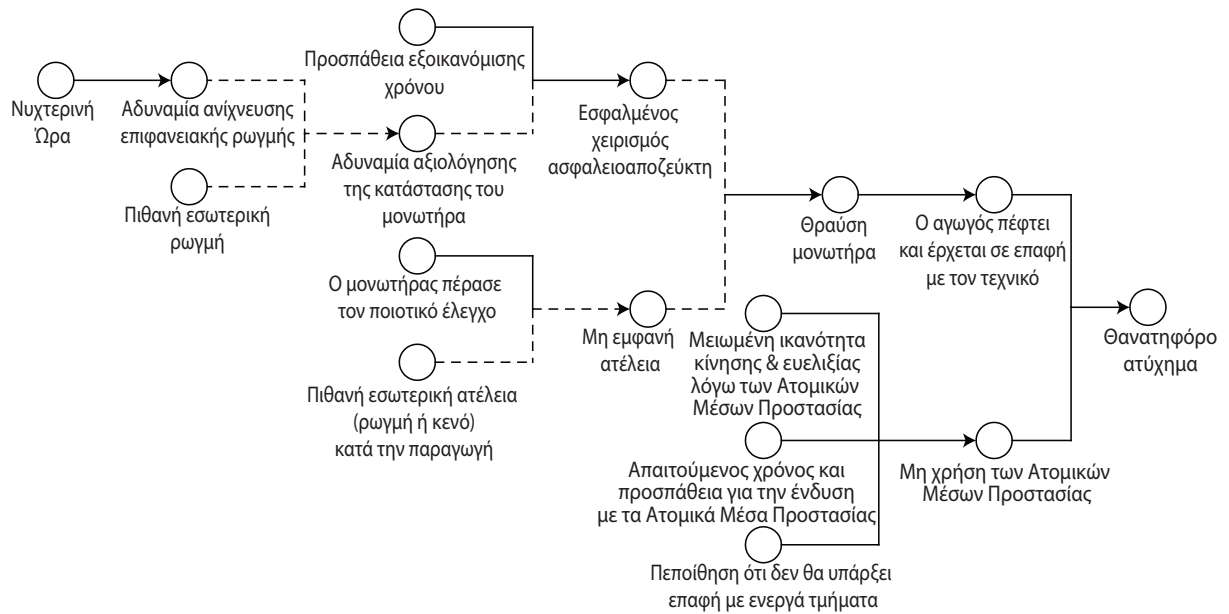 Προσπάθεια εξοικανόμισης
χρόνου
Νυχτερινή
Ώρα
Αδυναμία ανίχνευσης
επιφανειακής ρωγμής
Εσφαλμένος
χειρισμός
ασφαλειοαποζεύκτη
Αδυναμία αξιολόγησης
της κατάστασης του
μονωτήρα
Πιθανή εσωτερική
ρωγμή
Θραύση
μονωτήρα
Ο αγωγός πέφτει
και έρχεται σε επαφή
με τον τεχνικό
Ο μονωτήρας πέρασε
τον ποιοτικό έλεγχο
Μη εμφανή
ατέλεια
Μειωμένη ικανότητα
κίνησης & ευελιξίας
λόγω των Ατομικών
Μέσων Προστασίας
Θανατηφόρο
ατύχημα
Πιθανή εσωτερική ατέλεια
(ρωγμή ή κενό)
κατά την παραγωγή
Απαιτούμενος χρόνος και
προσπάθεια για την ένδυση
με τα Ατομικά Μέσα Προστασίας
Μη χρήση των Ατομικών
Μέσων Προστασίας
Πεποίθηση ότι δεν θα υπάρξει
επαφή με ενεργά τμήματα